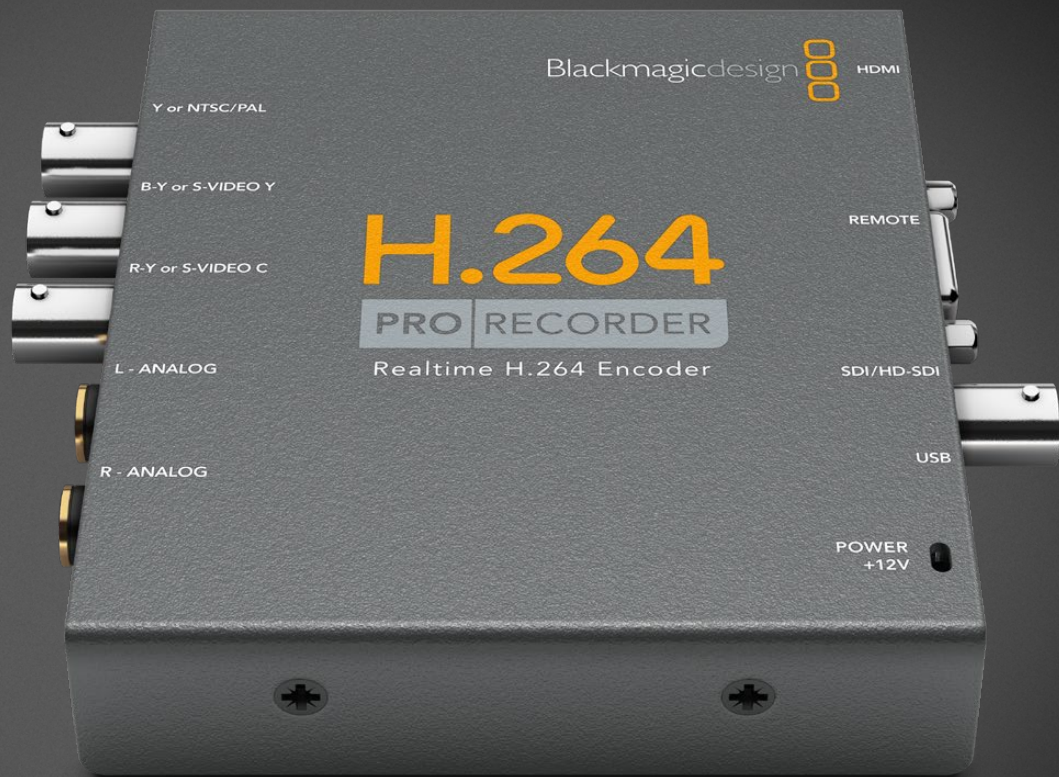 Blackmagicdesign
HDMI
Y or NTSC/PAL
B-Y or S-VIDEO Y
REMOTE
H.264
R-Y or S-VIDEO C
PRO RECORDER
Realtime H.264 Encoder
L - ANALOG
SDI/HD-SDI
USB
R - ANALOG
POWER
+12V